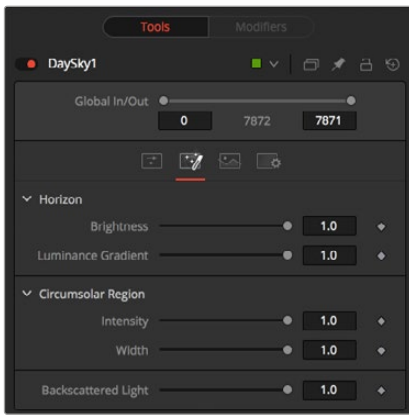 Tools Modifiers
DaySky1
Global In/Out
0 7872 7871
Horizon
Brightness 1.0
Luminance Gradient 1.0
Circumsolar Region
Intensity 1.0
Width 1.0
Backscattered Light 1.0